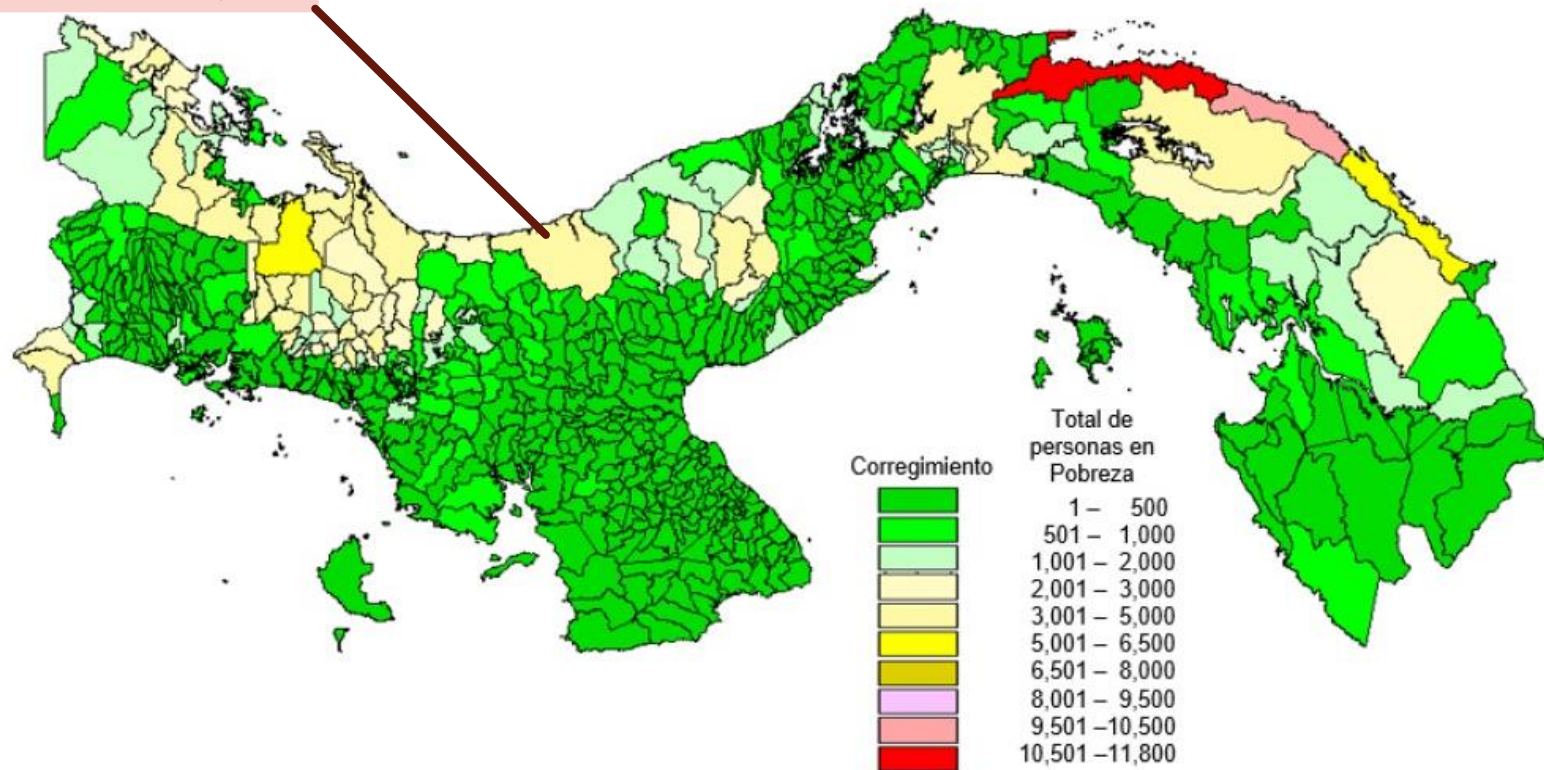 Corregimiento
Total de
personas en
Pobreza
1 – 500
501 – 1,000
1,001 – 2,000
2,001 – 3,000
3,001 – 5,000
5,001 – 6,500
6,501 – 8,000
8,001 – 9,500
9,501 –10,500
10,501 –11,800